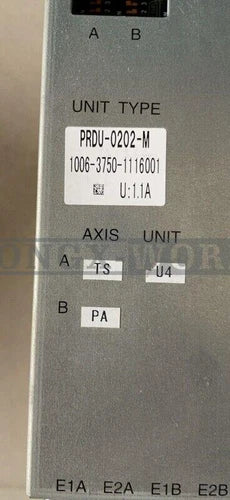 A B
UNIT TYPE
PRDU-0202-M
1006-3750-1116001
U:1.1A
AXIS UNIT
A TS U4
B PA
E1A E2A E1B E2B